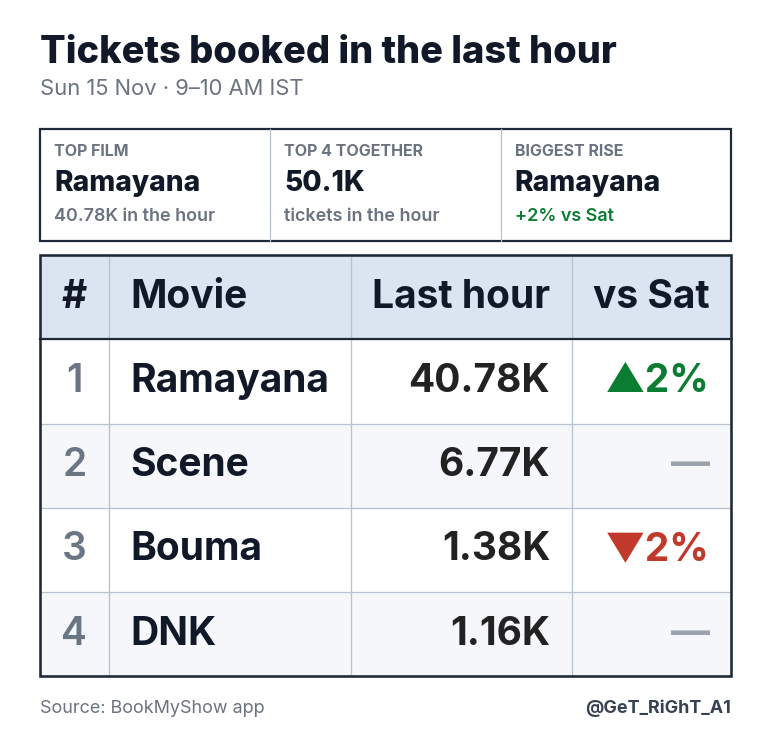 Tickets booked in the last hour
Sun 15 Nov · 9–10 AM IST
TOP FILM
Ramayana
40.78K in the hour
TOP 4 TOGETHER
50.1K
tickets in the hour
BIGGEST RISE
Ramayana
+2% vs Sat
# Movie Last hour vs Sat
1 Ramayana 40.78K ▲2%
2 Scene 6.77K —
3 Bouma 1.38K ▼2%
4 DNK 1.16K —
Source: BookMyShow app @GeT_RiGhT_A1